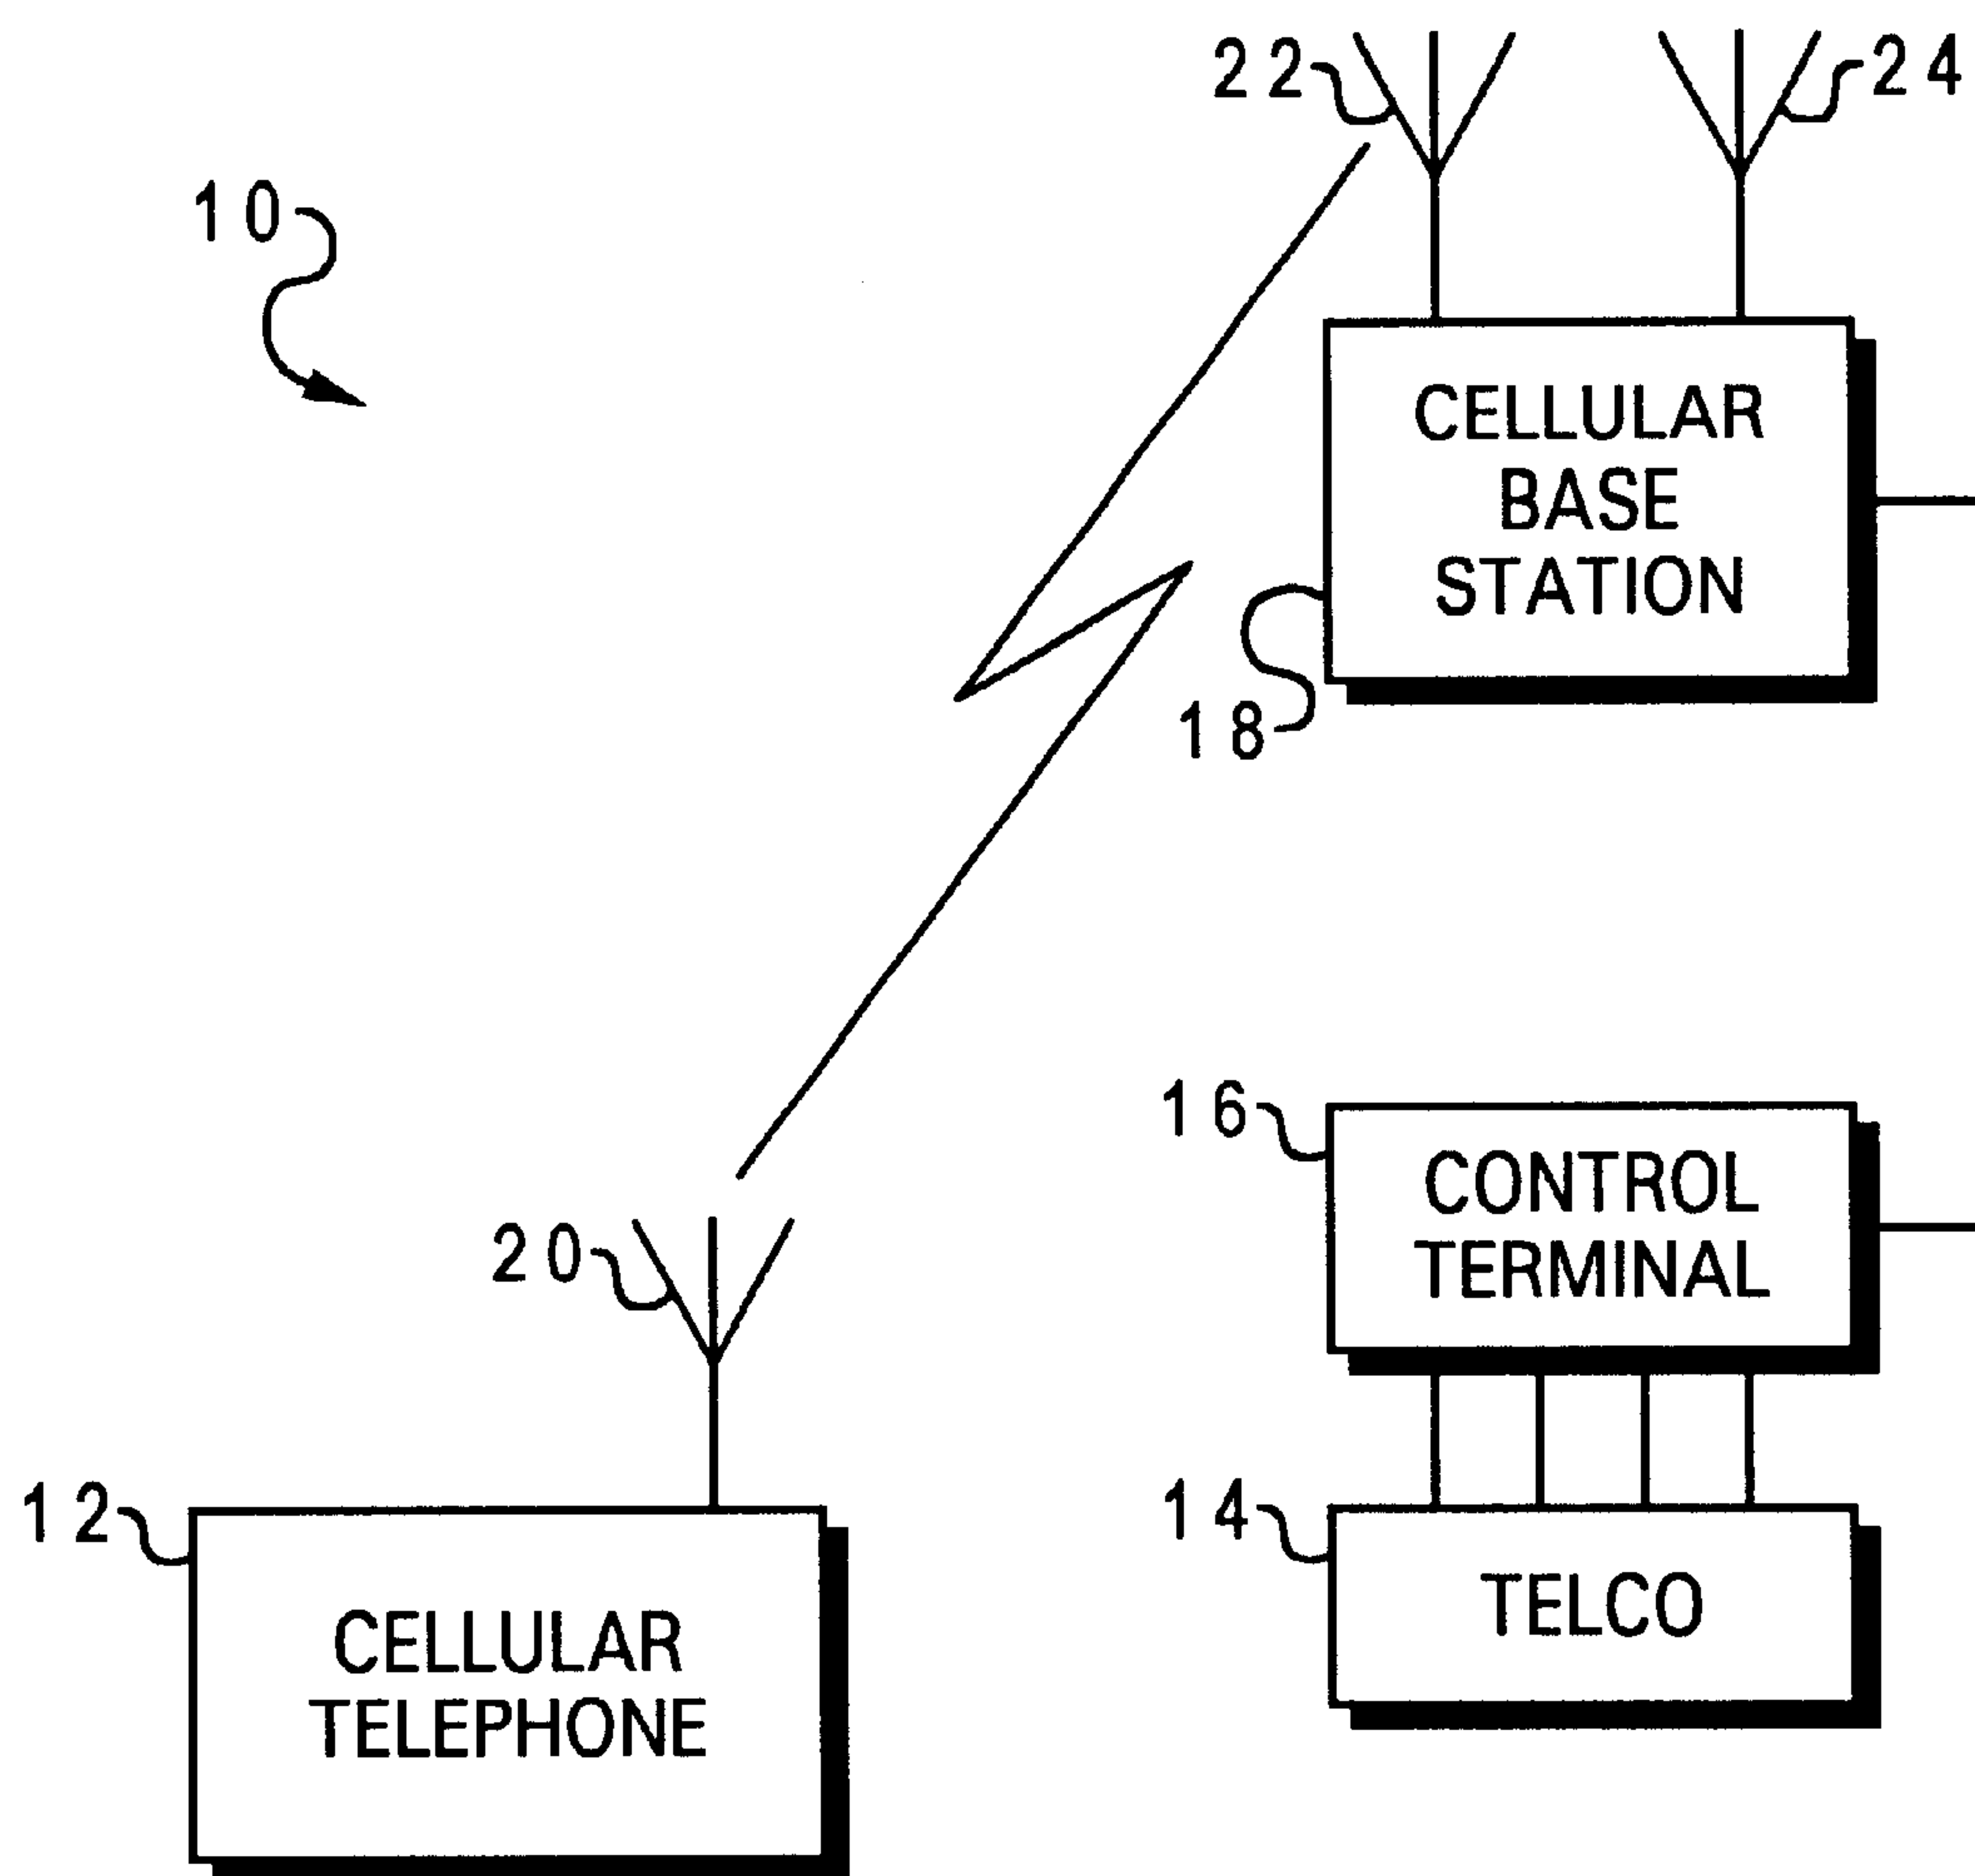 22
24
10
CELLULAR
BASE
STATION
18
16
CONTROL
TERMINAL
20
12
CELLULAR
TELEPHONE
14
TELCO